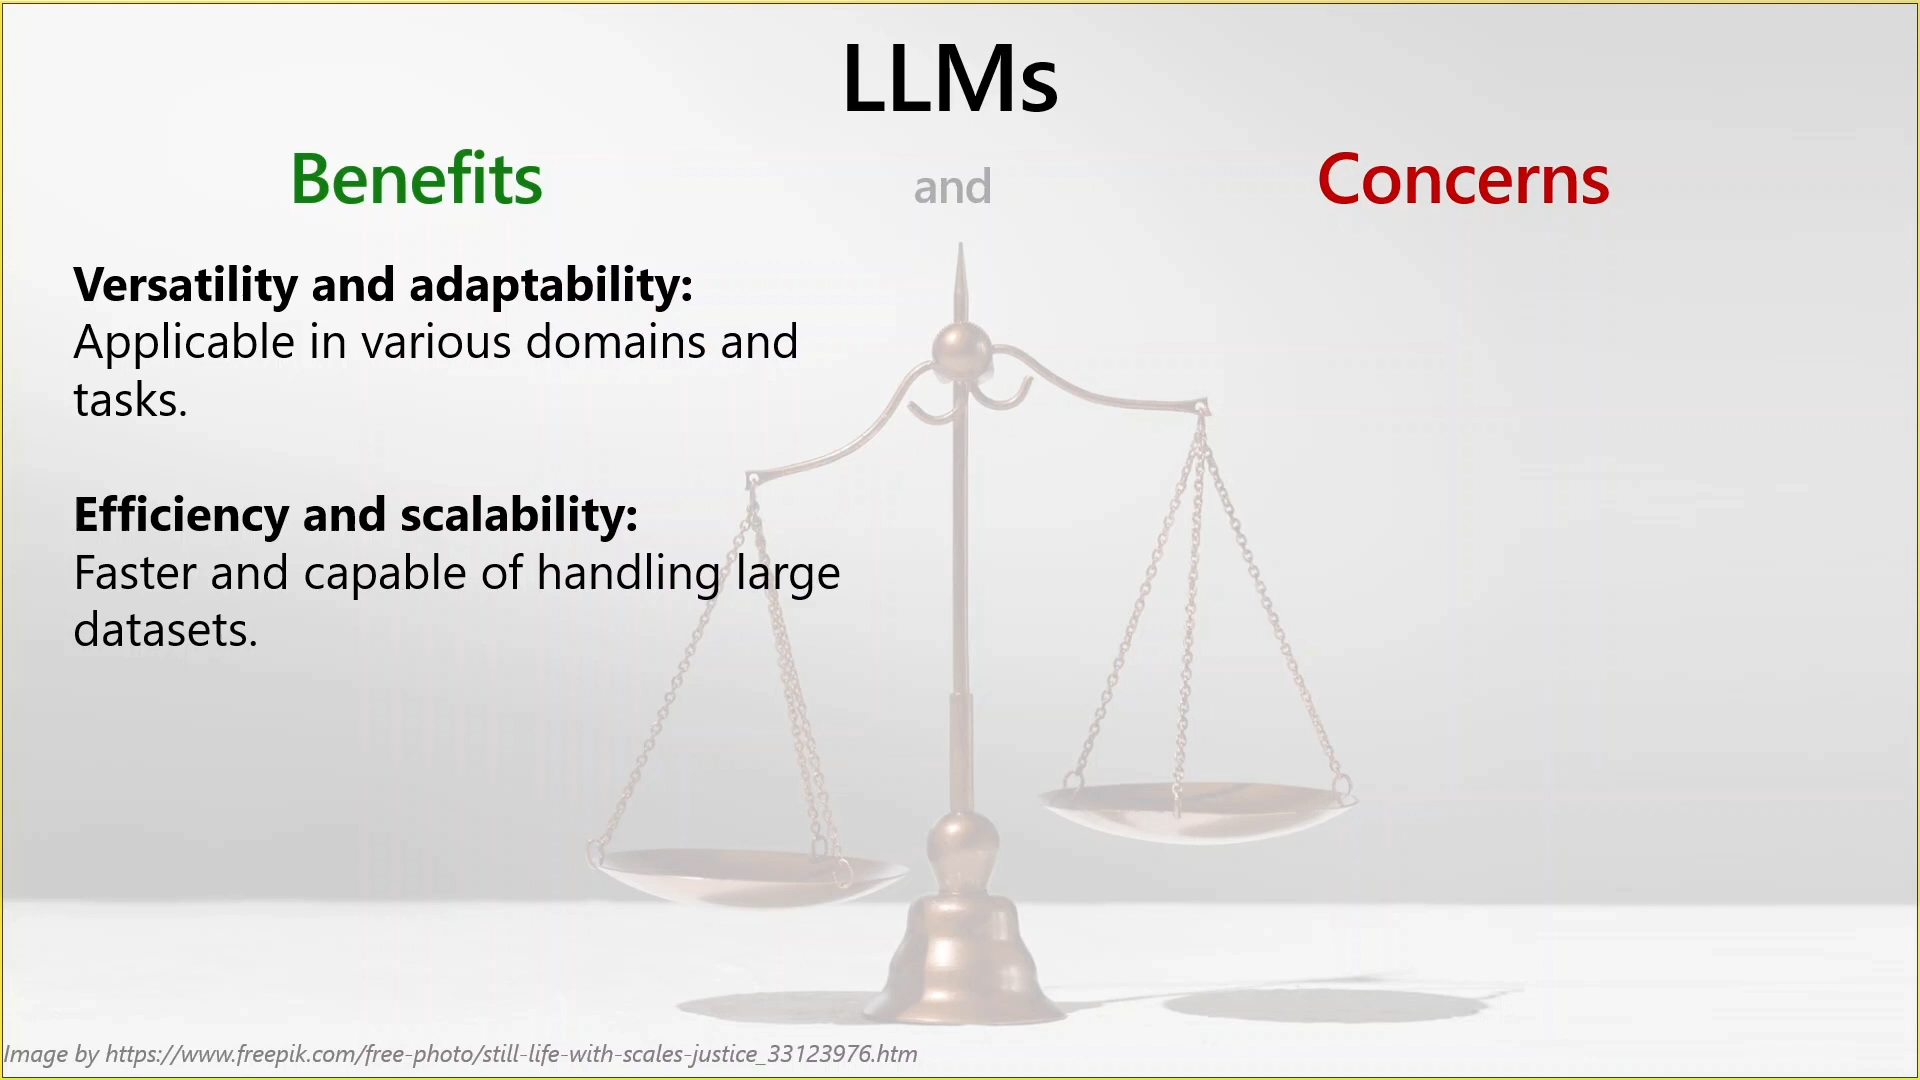 LLMs
Benefits and Concerns
Versatility and adaptability:
Applicable in various domains and
tasks.
Efficiency and scalability:
Faster and capable of handling large
datasets.
Image by https://www.freepik.com/free-photo/still-life-with-scales-justice_33123976.htm